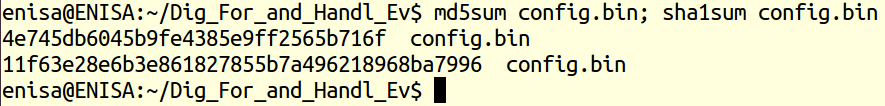 enisa@ENISA:~/Dig_For_and_Handl_Ev$ md5sum config.bin; sha1sum config.bin
4e745db6045b9fe4385e9ff2565b716f  config.bin
11f63e28e6b3e861827855b7a496218968ba7996  config.bin
enisa@ENISA:~/Dig_For_and_Handl_Ev$